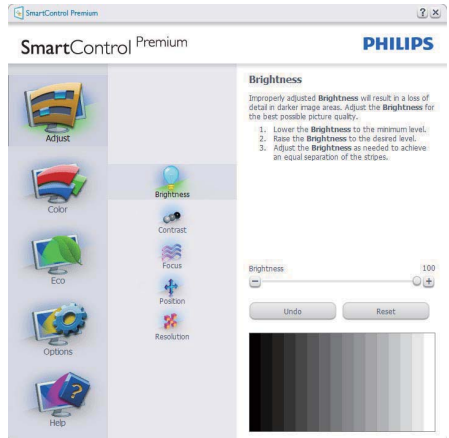 SmartControl Premium
? ×
SmartControl Premium
PHILIPS
Adjust
Color
Eco
Options
Help
Brightness
Contrast
Focus
Position
Resolution
Brightness
Improperly adjusted Brightness will result in a loss of
detail in darker image areas. Adjust the Brightness for
the best possible picture quality.
1. Lower the Brightness to the minimum level.
2. Rase the Brightness to the desired level.
3. Adjust the Brightness as needed to achieve
an equal separation of the stripes.
Brightness 100
Undo Reset